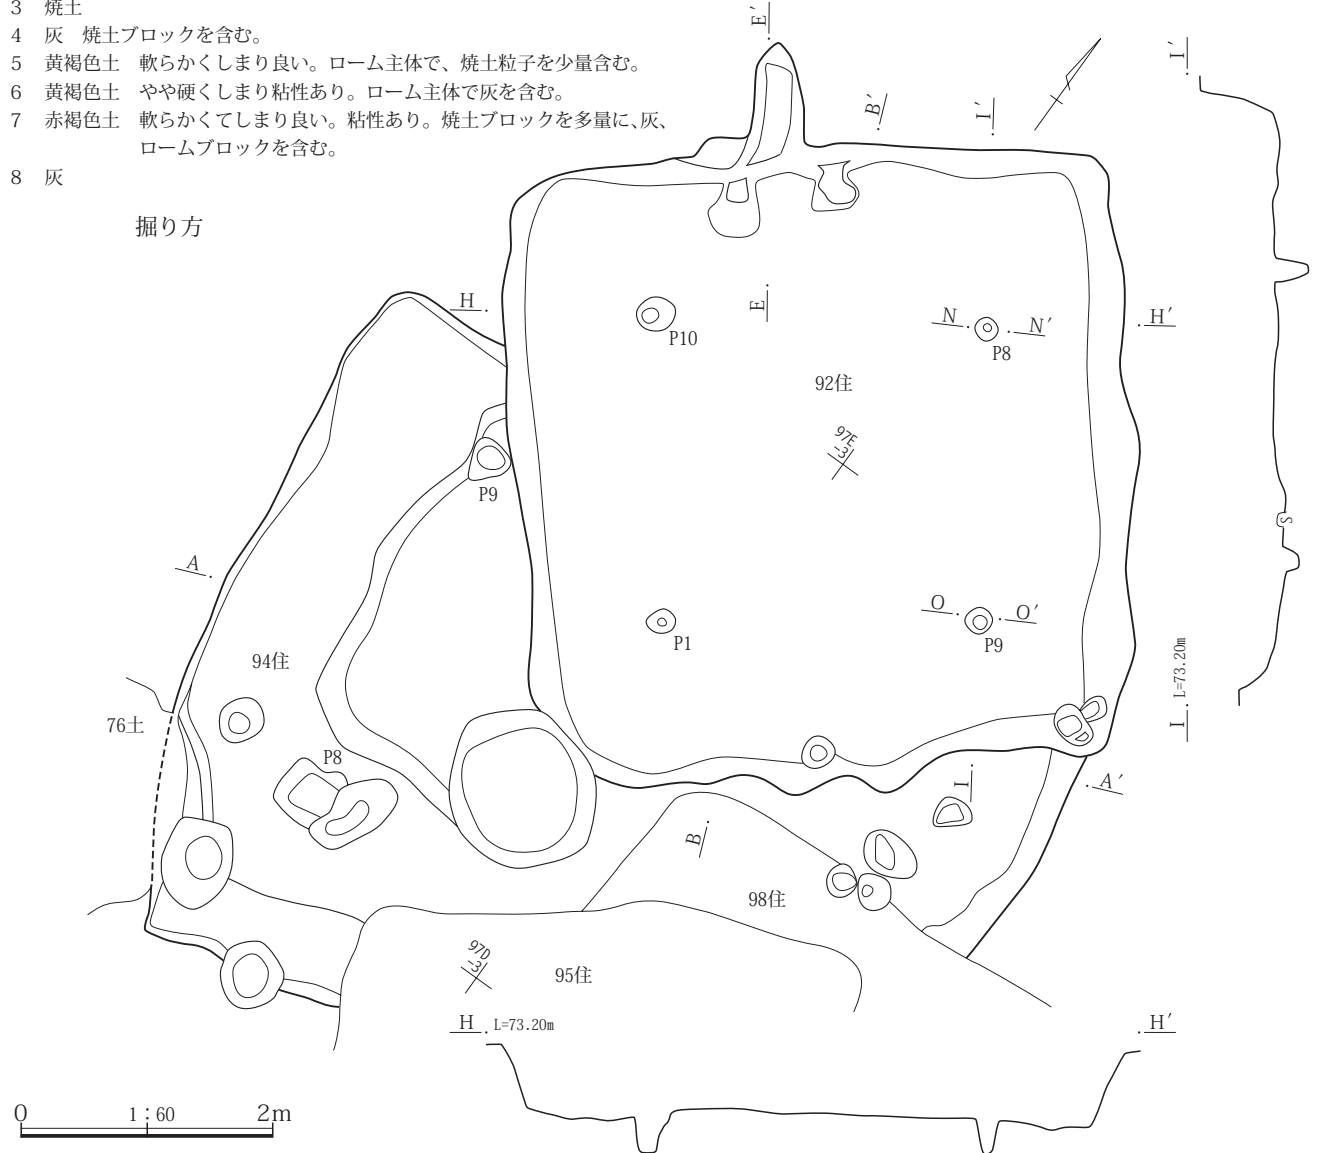 3　焼土
4　灰　焼土ブロックを含む。
5　黄褐色土　軟らかくしまり良い。ローム主体で、焼土粒子を少量含む。
6　黄褐色土　やや硬くしまり粘性あり。ローム主体で灰を含む。
7　赤褐色土　軟らかくてしまり良い。粘性あり。焼土ブロックを多量に、灰、
ロームブロックを含む。
8　灰
掘り方
E′
B′
I′
I′
H
E
N
N′
H′
P10
P8
92住
97E
-3
P9
A
O
O′
P1
P9
S
94住
L=73.20m
I
76土
P8
I
A′
B
98住
97D
-3
95住
H
L=73.20m
H′
0
1：60
2m